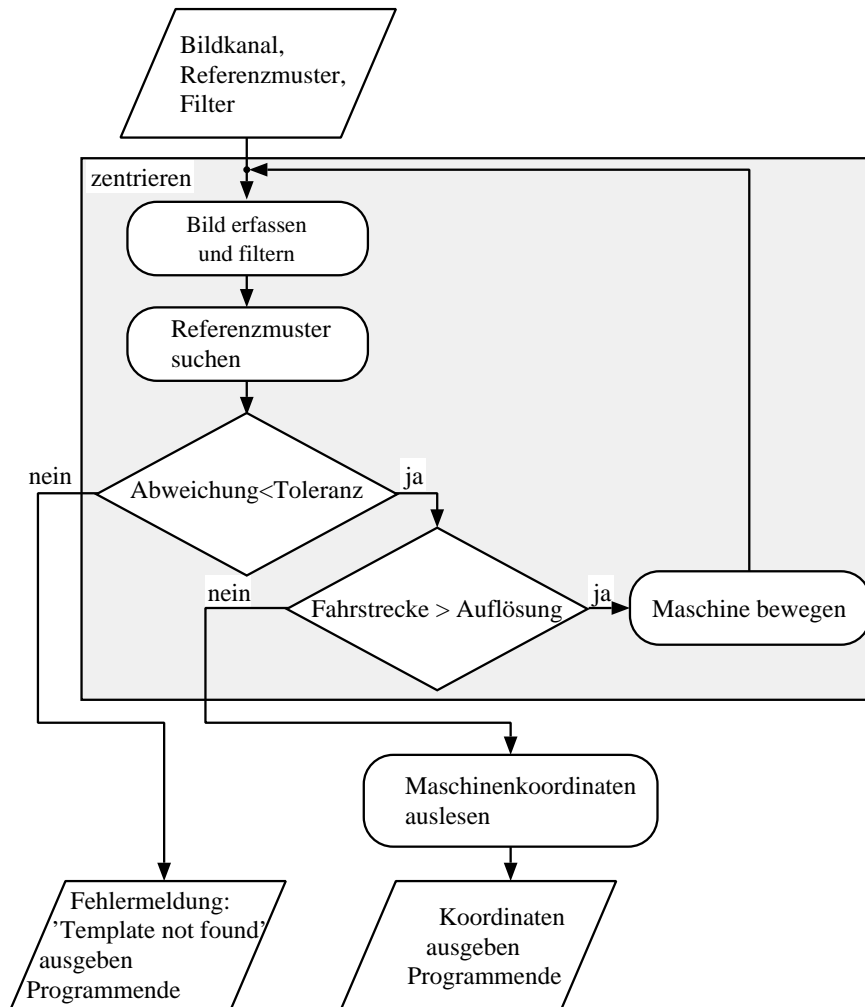 Bildkanal,
Referenzmuster,
Filter
zentrieren
Bild erfassen
und filtern
Referenzmuster
suchen
nein
Abweichung<Toleranz
ja
nein
Fahrstrecke > Auflösung
ja
Maschine bewegen
Maschinenkoordinaten
auslesen
Fehlermeldung:
’Template not found’
ausgeben
Programmende
Koordinaten
ausgeben
Programmende